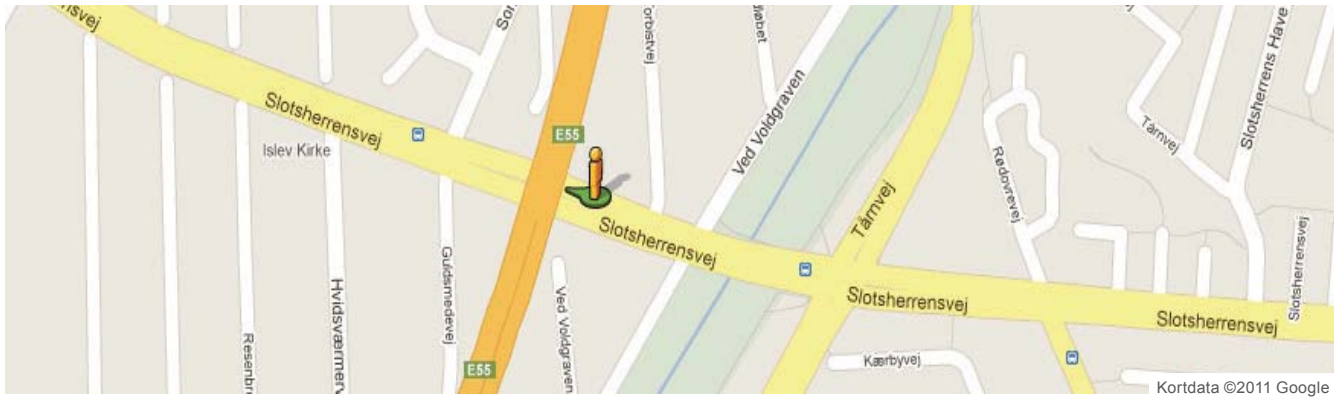 Slotsherrensvej
Islev Kirke
E55
Ved Voldgraven
Slotsherrensvej
Tårnvej
Rødovrevej
Tårnvej
Slotsherrens Have
Slotsherrensvej
Slotsherrensvej
Slotsherrensvej
Guldsmedevej
Ved Voldgraven
E55
Kærbyvej
Kortdata ©2011 Google